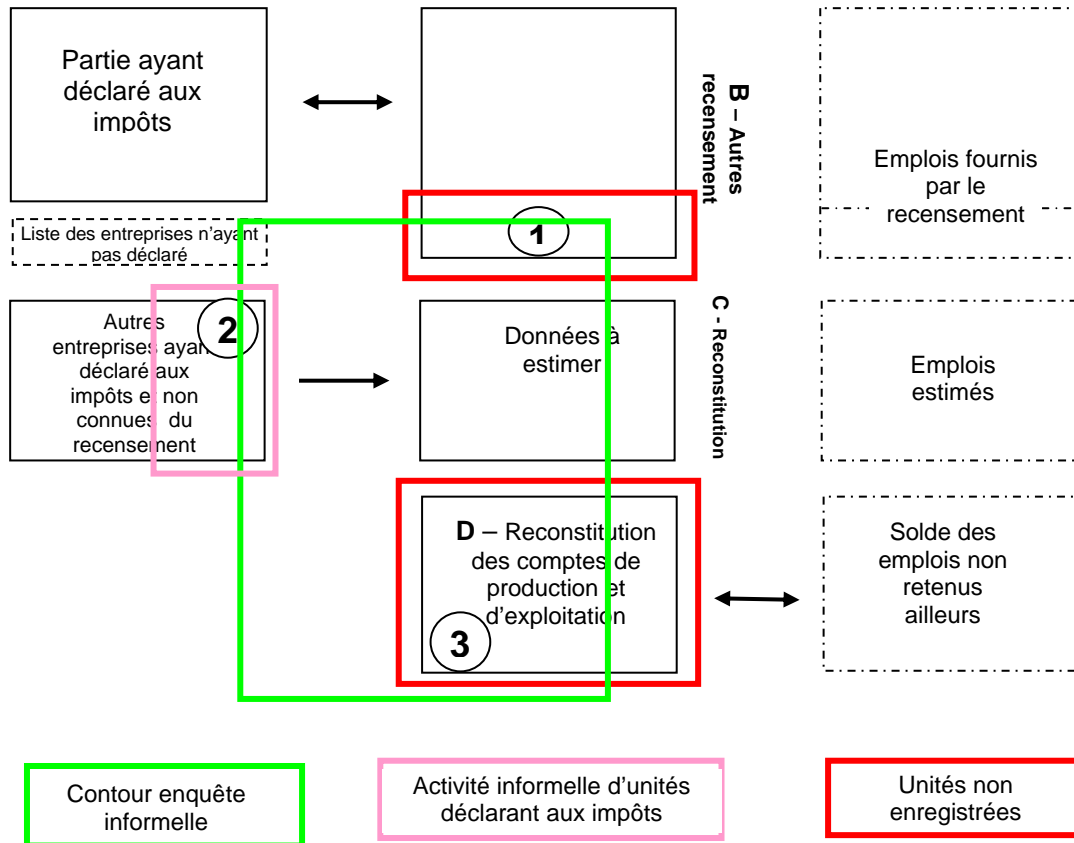 Partie ayant
déclaré aux
impôts
B – Autres
recensement
Emplois fournis
par le
recensement
Liste des entreprises n'ayant
pas déclaré
1
Autres
entreprises ayant
déclaré aux
impôts et non
connues du
recensement
2
Données à
estimer
C - Reconstitution
Emplois
estimés
D – Reconstitution
des comptes de
production et
d'exploitation
3
Solde des
emplois non
retenus
ailleurs
Contour enquête
informelle
Activité informelle d'unités
déclarant aux impôts
Unités non
enregistrées